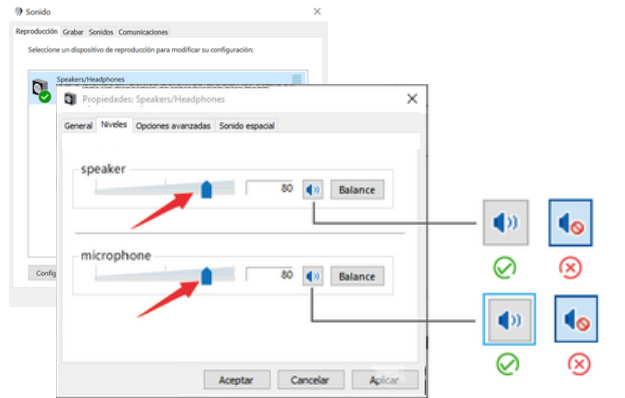 Sonido
Reproducción Grabar Sonidos Comunicaciones
Seleccione un dispositivo de reproducción para modificar su configuración:
Speakers/Headphones
Propiedades: Speakers/Headphones
General Niveles Opciones avanzadas Sonido espacial
speaker
80 Balance
microphone
80 Balance
Config
Aceptar Cancelar Aplicar